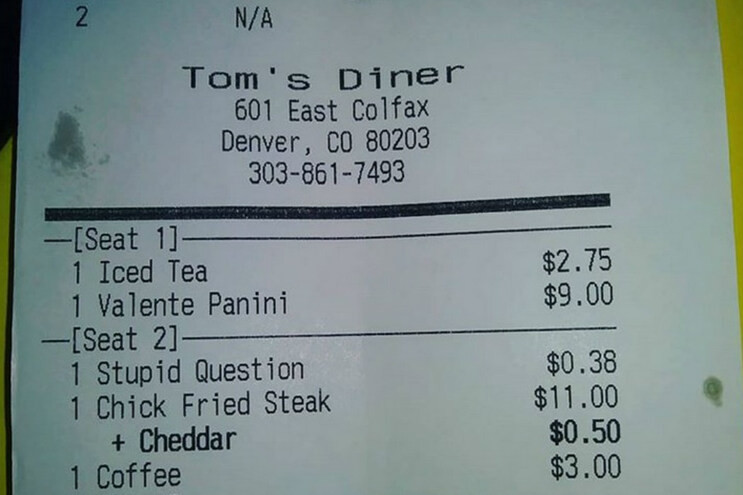 2 N/A
Tom's Diner
601 East Colfax
Denver, CO 80203
303-861-7493
[Seat 1]
1 Iced Tea $2.75
1 Valente Panini $9.00
[Seat 2]
1 Stupid Question $0.38
1 Chick Fried Steak $11.00
+ Cheddar $0.50
1 Coffee $3.00